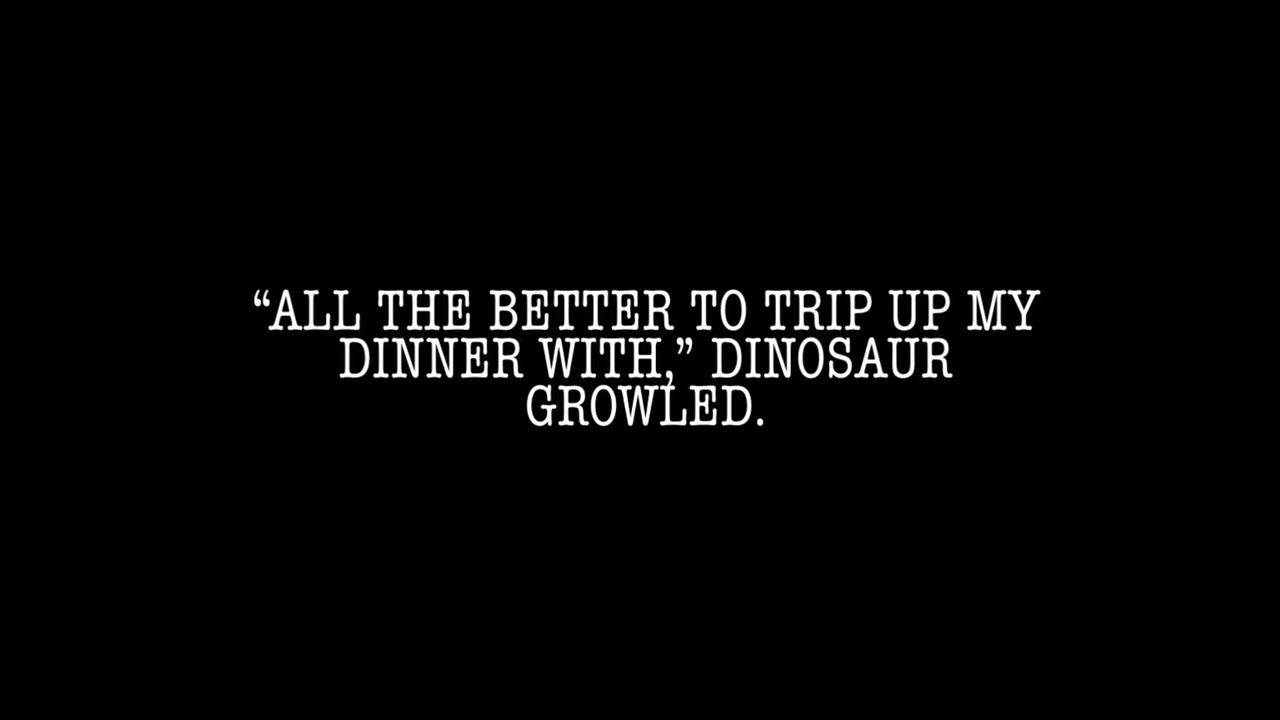 “ALL THE BETTER TO TRIP UP MY
DINNER WITH,” DINOSAUR
GROWLED.